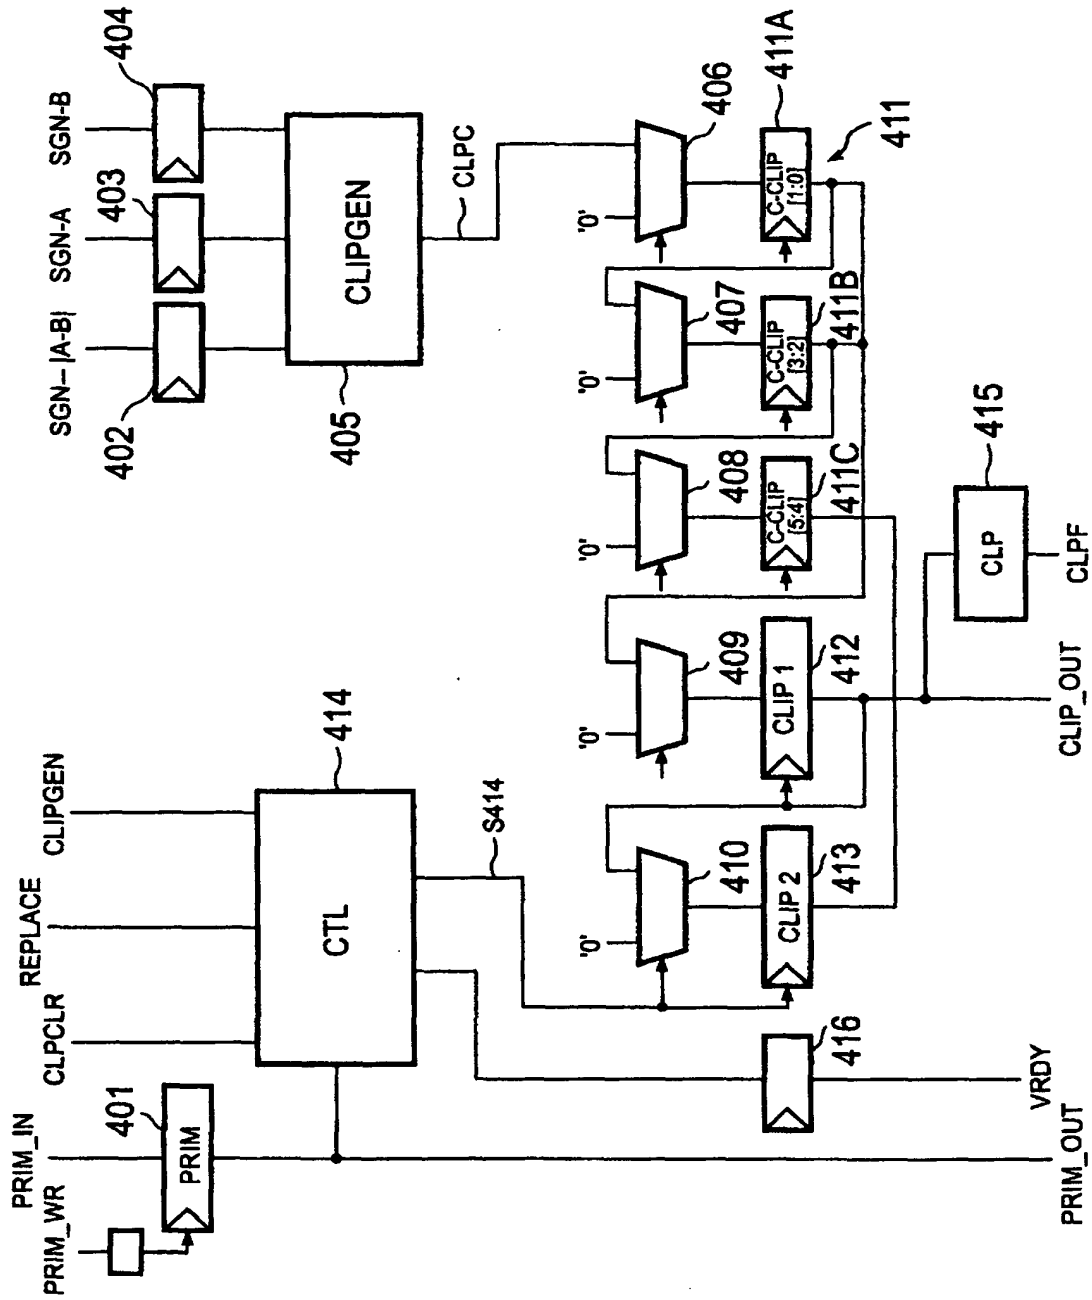 SGN-|A-B|
SGN-A
SGN-B
402
403
404
CLIPGEN
405
CLPC
'0'
406
C-CLIP
[1:0]
411A
411
'0'
407
C-CLIP
[3:2]
411B
'0'
408
C-CLIP
[5:4]
411C
'0'
409
CLIP 1
412
'0'
410
CLIP 2
413
CLP
415
CLPF
CLIP_OUT
PRIM_WR
PRIM_IN
401
PRIM
CLPCLR
REPLACE
CLIPGEN
CTL
414
S414
416
VRDY
PRIM_OUT